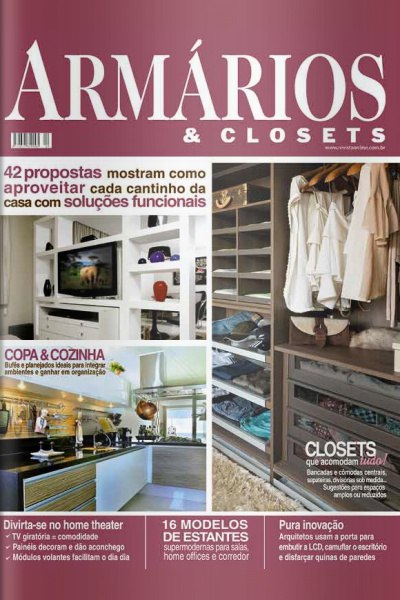 ARMÁRIOS
& CLOSETS
www.revistaonline.com.br
42 propostas mostram como
aproveitar cada cantinho da
casa com soluções funcionais
COPA & COZINHA
Bufês e planejados ideais para integrar
ambientes e ganhar em organização
CLOSETS
que acomodam tudo!
Bancadas e cômodas centrais,
sapateiras, divisórias sob medida...
Sugestões para espaços
amplos ou reduzidos
Divirta-se no home theater
✓ TV giratória = comodidade
✓ Painéis decoram e dão aconchego
✓ Módulos volantes facilitam o dia dia
16 MODELOS
DE ESTANTES
supermodernas para salas,
home offices e corredor
Pura inovação
Arquitetos usam a porta para
embutir a LCD, camuflar o escritório
e disfarçar quinas de paredes